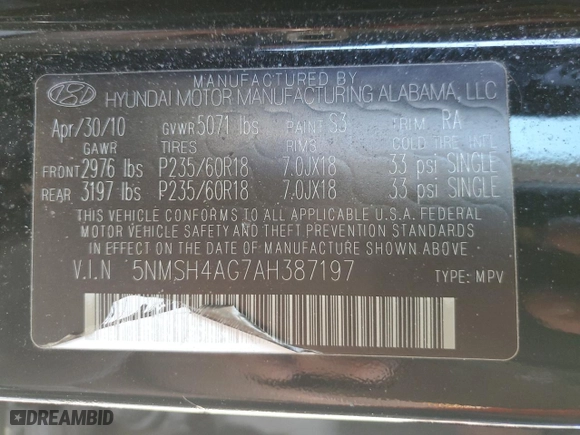 MANUFACTURED BY
HYUNDAI MOTOR MANUFACTURING ALABAMA, LLC
Apr/30/10 GVWR 5071 lbs PAINT S3 TRIM RA
GAWR TIRES RIMS COLD TIRE INFL
FRONT 2976 lbs P235/60R18 7.0JX18 33 psi SINGLE
REAR 3197 lbs P235/60R18 7.0JX18 33 psi SINGLE
THIS VEHICLE CONFORMS TO ALL APPLICABLE U.S.A. FEDERAL
MOTOR VEHICLE SAFETY AND THEFT PREVENTION STANDARDS
IN EFFECT ON THE DATE OF MANUFACTURE SHOWN ABOVE.
V.I.N 5NMSH4AG7AH387197 TYPE: MPV
DREAMBID